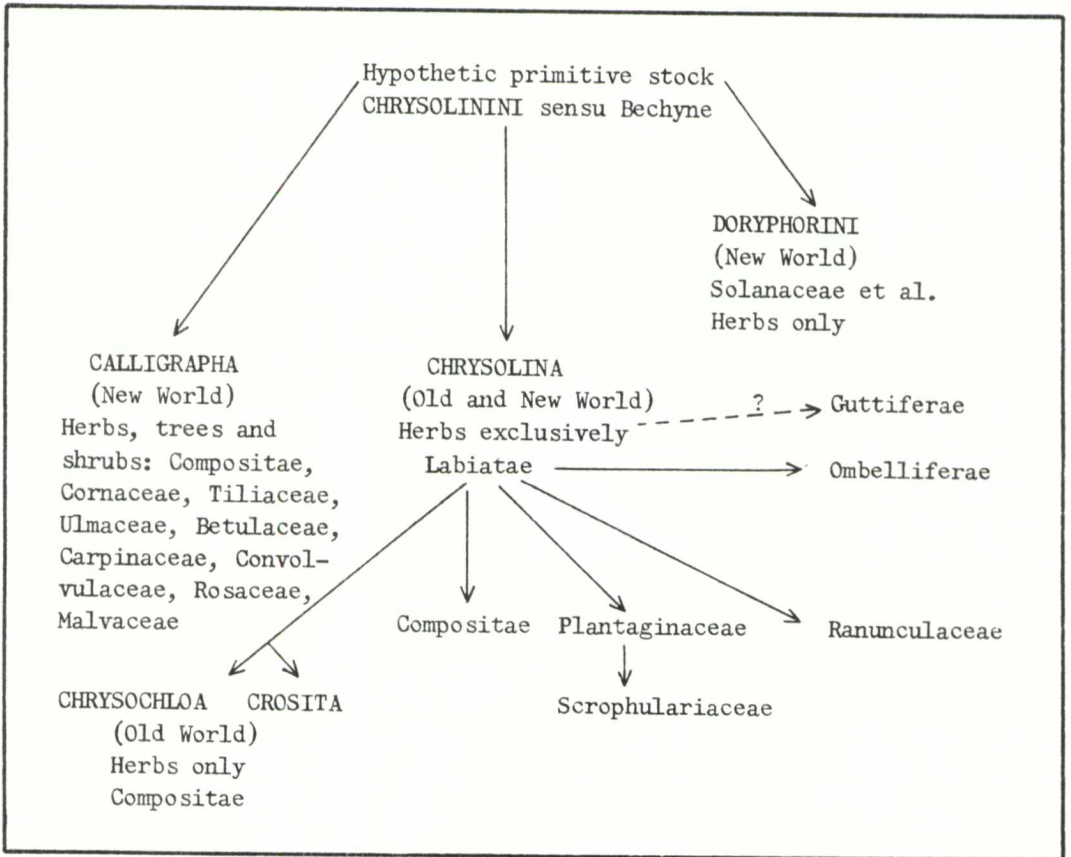 Hypothetic primitive stock
CHRYSOLININI sensu Bechyne
DORYPHORINI
(New World)
Solanaceae et al.
Herbs only
CALLIGRAPHA
(New World)
Herbs, trees and
shrubs: Compositae,
Cornaceae, Tiliaceae,
Ulmaceae, Betulaceae,
Carpinaceae, Convol-
vulaceae, Rosaceae,
Malvaceae
CHRYSOLINA
(Old and New World)
Herbs exclusively
Labiatae
?
Guttiferae
Ombelliferae
Compositae
Plantaginaceae
Ranunculaceae
Scrophulariaceae
CHRYSOCHLOA CROSITA
(Old World)
Herbs only
Compositae